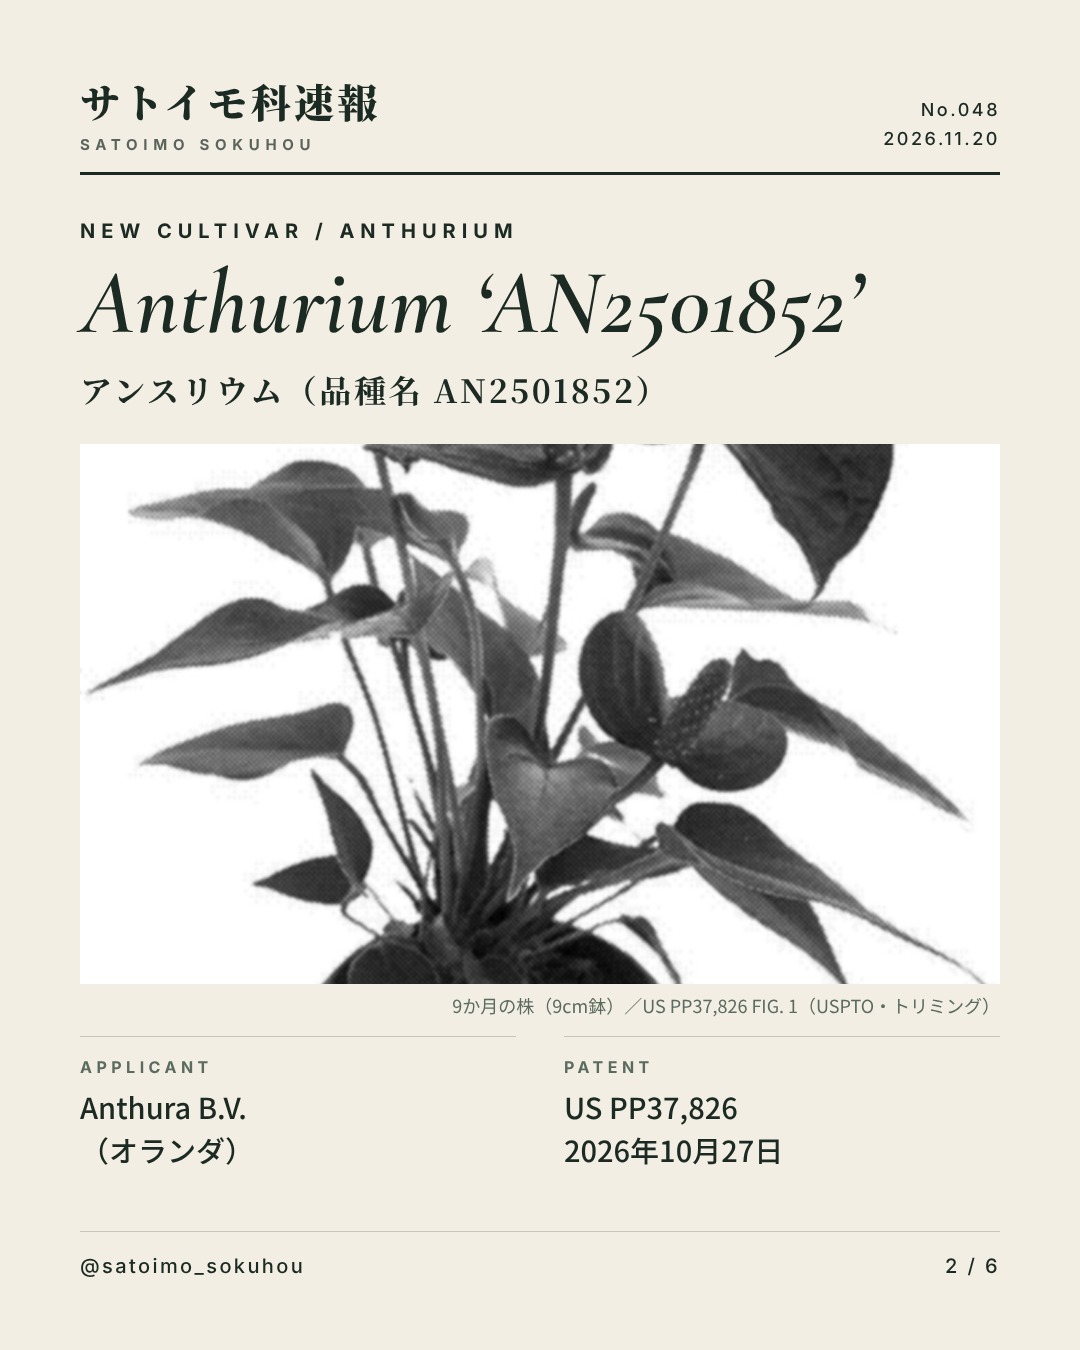 サトイモ科速報
SATOIMO SOKUHOU
No.048
2026.11.20
NEW CULTIVAR / ANTHURIUM
Anthurium ‘AN2501852’
アンスリウム（品種名 AN2501852）
9か月の株（9cm鉢）／US PP37,826 FIG. 1（USPTO・トリミング）
APPLICANT
Anthura B.V.
（オランダ）
PATENT
US PP37,826
2026年10月27日
@satoimo_sokuhou
2 / 6